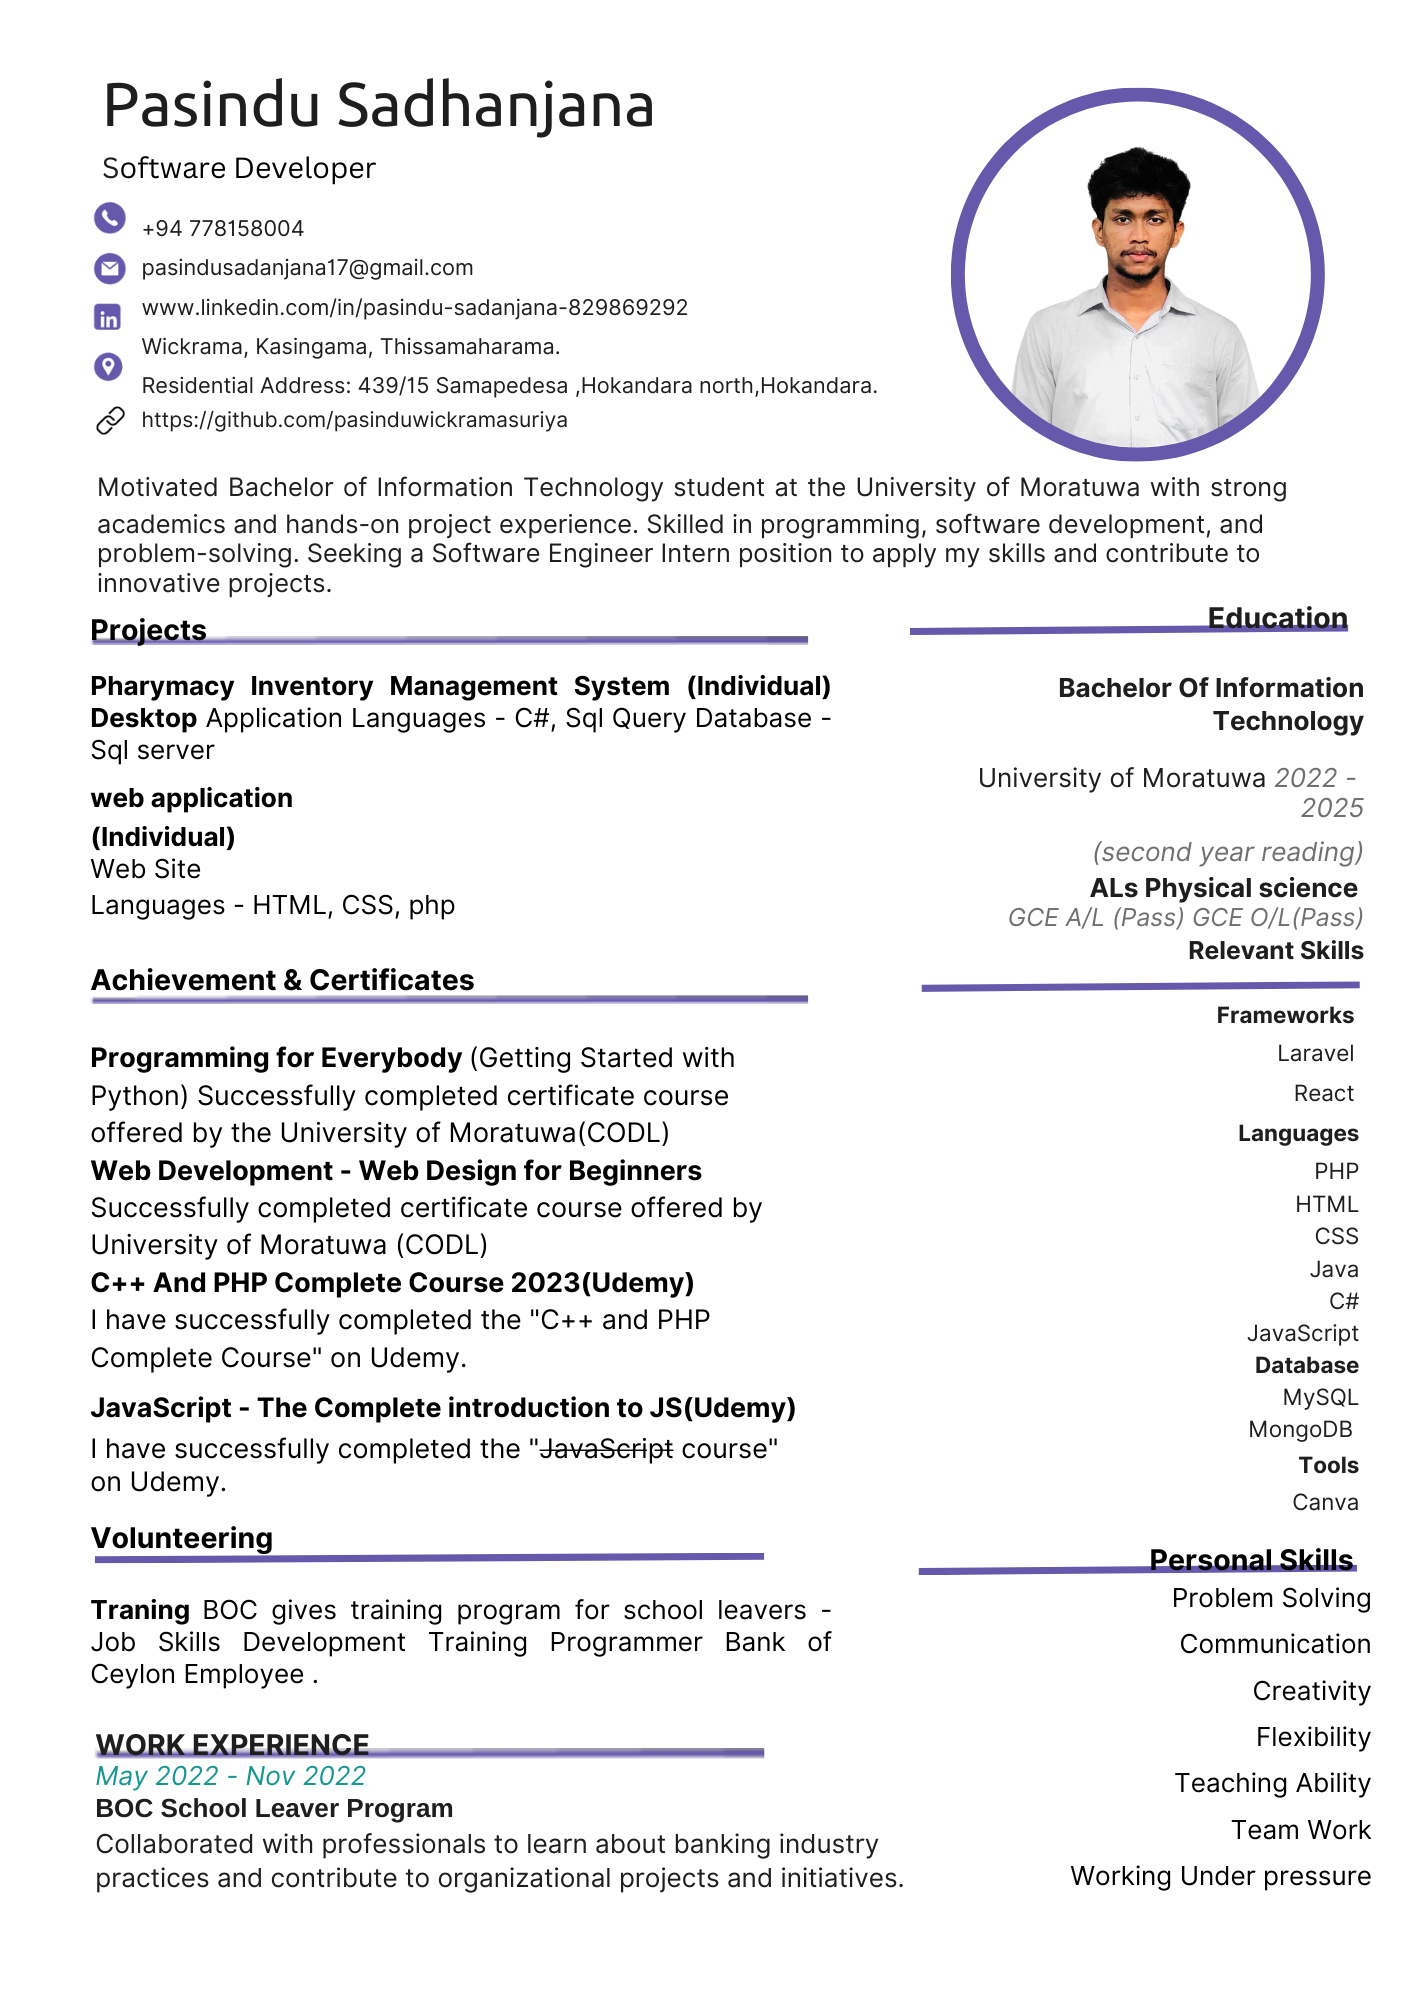 Pasindu Sadhanjana
Software Developer
+94 778158004
pasindusadanjana17@gmail.com
www.linkedin.com/in/pasindu-sadanjana-829869292
Wickrama, Kasingama, Thissamaharama.
Residential Address: 439/15 Samapedesa ,Hokandara north,Hokandara.
https://github.com/pasinduwickramasuriya
Motivated Bachelor of Information Technology student at the University of Moratuwa with strong
academics and hands-on project experience. Skilled in programming, software development, and
problem-solving. Seeking a Software Engineer Intern position to apply my skills and contribute to
innovative projects.
Projects
Pharymacy Inventory Management System (Individual)
Desktop Application Languages - C#, Sql Query Database -
Sql server
web application
(Individual)
Web Site
Languages - HTML, CSS, php
Achievement & Certificates
Programming for Everybody (Getting Started with
Python) Successfully completed certificate course
offered by the University of Moratuwa(CODL)
Web Development - Web Design for Beginners
Successfully completed certificate course offered by
University of Moratuwa (CODL)
C++ And PHP Complete Course 2023(Udemy)
I have successfully completed the "C++ and PHP
Complete Course" on Udemy.
JavaScript - The Complete introduction to JS(Udemy)
I have successfully completed the "JavaScript course"
on Udemy.
Volunteering
Traning BOC gives training program for school leavers -
Job Skills Development Training Programmer Bank of
Ceylon Employee .
WORK EXPERIENCE
May 2022 - Nov 2022
BOC School Leaver Program
Collaborated with professionals to learn about banking industry
practices and contribute to organizational projects and initiatives.
Education
Bachelor Of Information
Technology
University of Moratuwa 2022 -
2025
(second year reading)
ALs Physical science
GCE A/L (Pass) GCE O/L(Pass)
Relevant Skills
Frameworks
Laravel
React
Languages
PHP
HTML
CSS
Java
C#
JavaScript
Database
MySQL
MongoDB
Tools
Canva
Personal Skills
Problem Solving
Communication
Creativity
Flexibility
Teaching Ability
Team Work
Working Under pressure